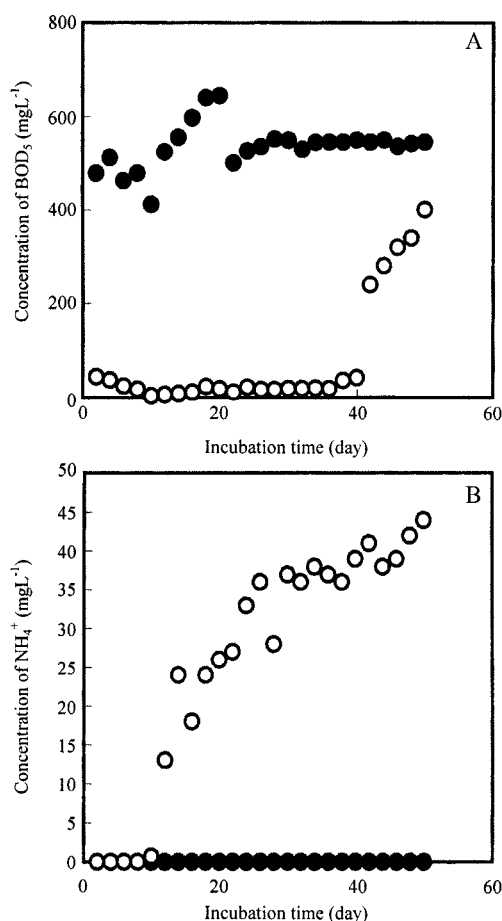 A
800
600
400
200
0
Concentration of BOD₅ (mgL⁻¹)
0 20 40 60
Incubation time (day)
B
50
45
40
35
30
25
20
15
10
5
0
Concentration of NH₄⁺ (mgL⁻¹)
0 20 40 60
Incubation time (day)